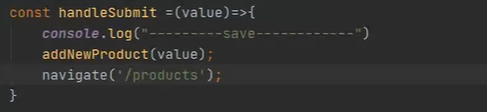 const handleSubmit =(value)=>{
    console.log("---------save------------")
    addNewProduct(value);
    navigate('/products');
}